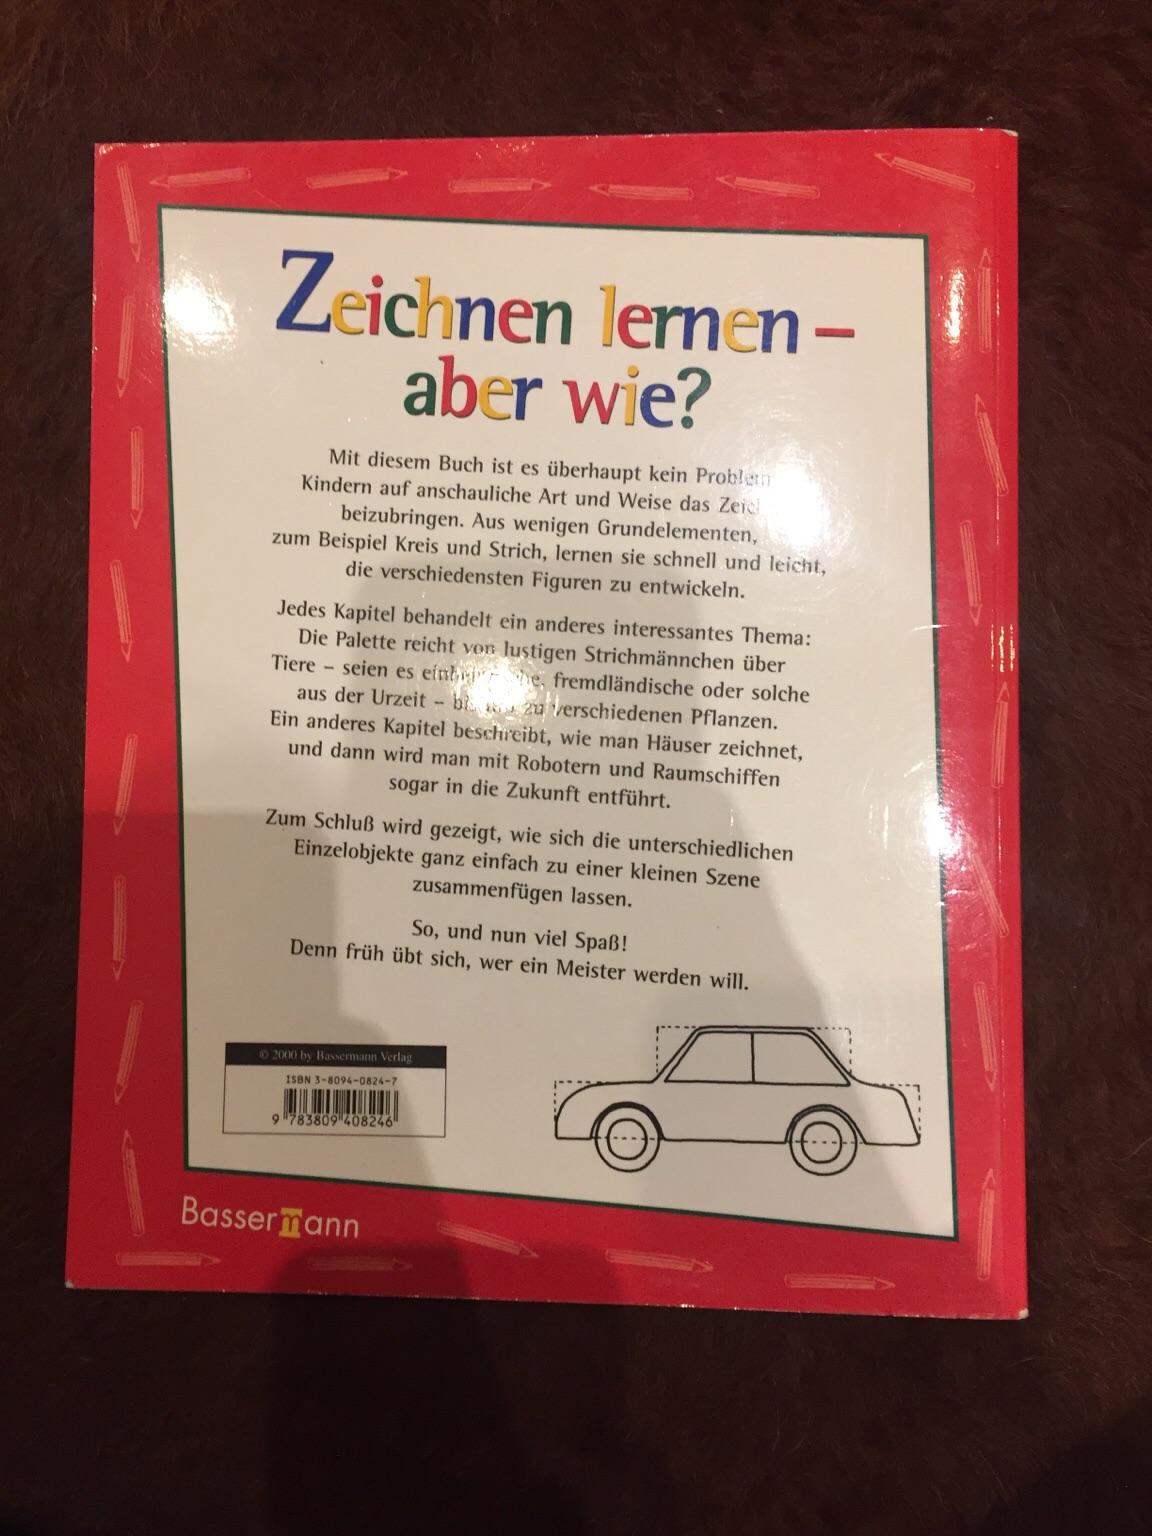 Zeichnen lernen –
aber wie?
Mit diesem Buch ist es überhaupt kein Problem
Kindern auf anschauliche Art und Weise das
beizubringen. Aus wenigen Grundelementen,
zum Beispiel Kreis und Strich, lernen sie schnell und leicht,
die verschiedensten Figuren zu entwickeln.
Jedes Kapitel behandelt ein anderes interessantes Thema:
Die Palette reicht von lustigen Strichmännchen über
Tiere – seien es fremdländische oder solche
aus der Urzeit – zu verschiedenen Pflanzen.
Ein anderes Kapitel beschreibt, wie man Häuser zeichnet,
und dann wird man mit Robotern und Raumschiffen
sogar in die Zukunft entführt.
Zum Schluß wird gezeigt, wie sich die unterschiedlichen
Einzelobjekte ganz einfach zu einer kleinen Szene
zusammenfügen lassen.
So, und nun viel Spaß!
Denn früh übt sich, wer ein Meister werden will.
© 2000 by Bassermann Verlag
ISBN 3-8094-0824-7
9 783809 408246
Bassermann